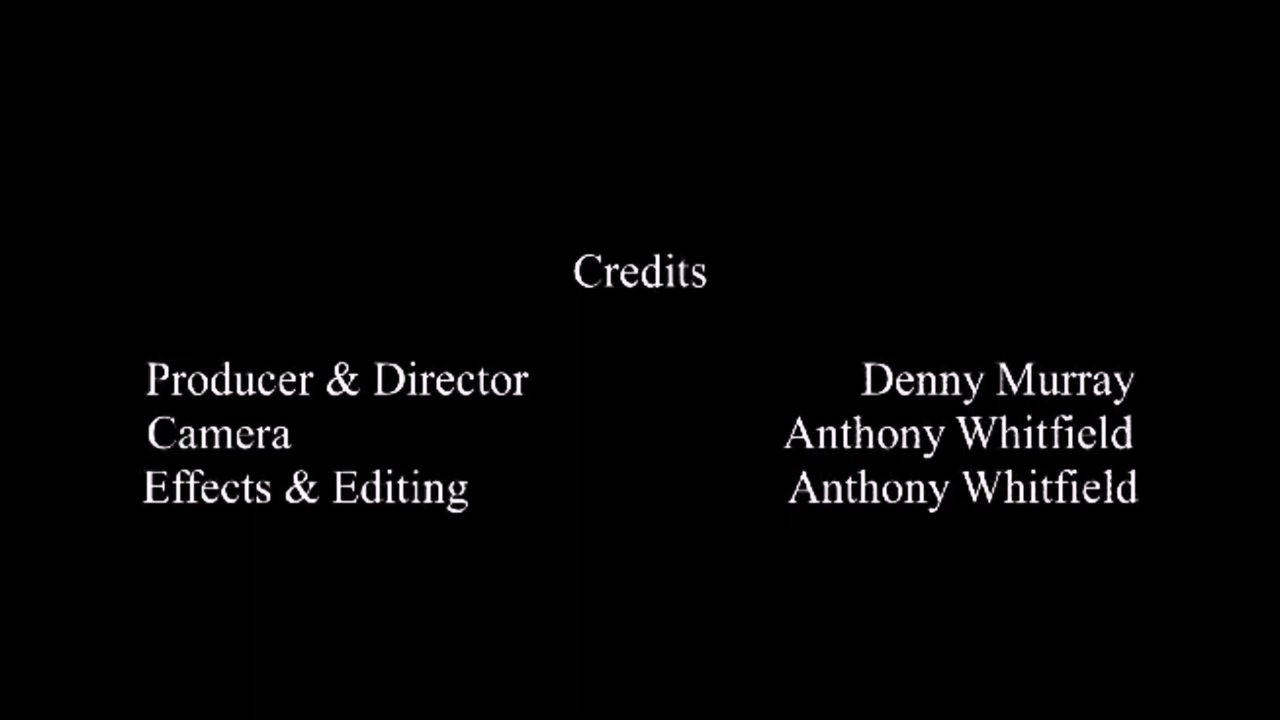 Credits
Producer & Director Denny Murray
Camera Anthony Whitfield
Effects & Editing Anthony Whitfield